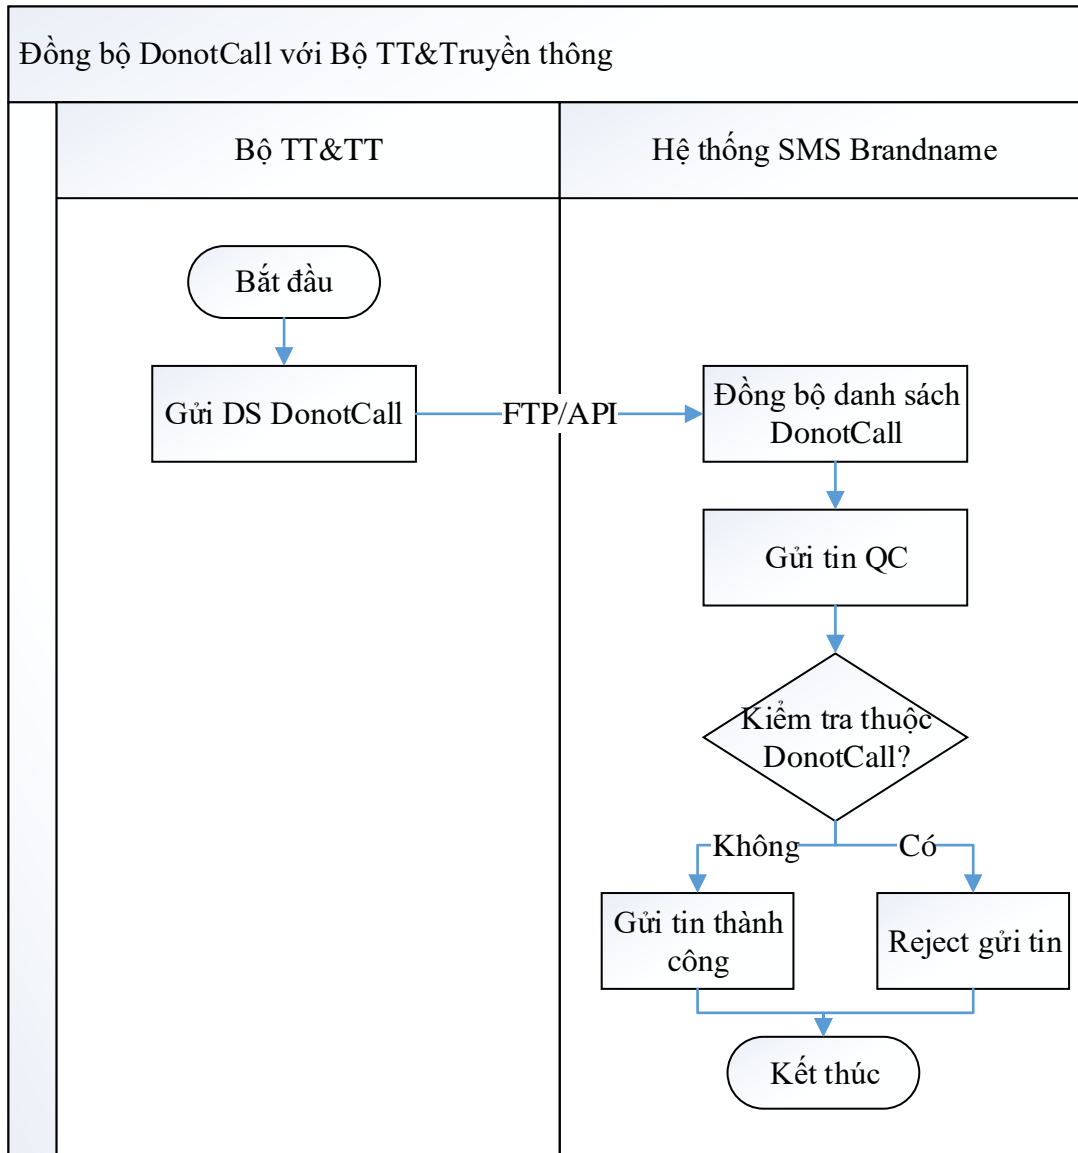 Đồng bộ DonotCall với Bộ TT&Truyền thông
Bộ TT&TT
Hệ thống SMS Brandname
Bắt đầu
Gửi DS DonotCall
FTP/API
Đồng bộ danh sách
DonotCall
Gửi tin QC
Kiểm tra thuộc
DonotCall?
Không
Có
Gửi tin thành
công
Reject gửi tin
Kết thúc